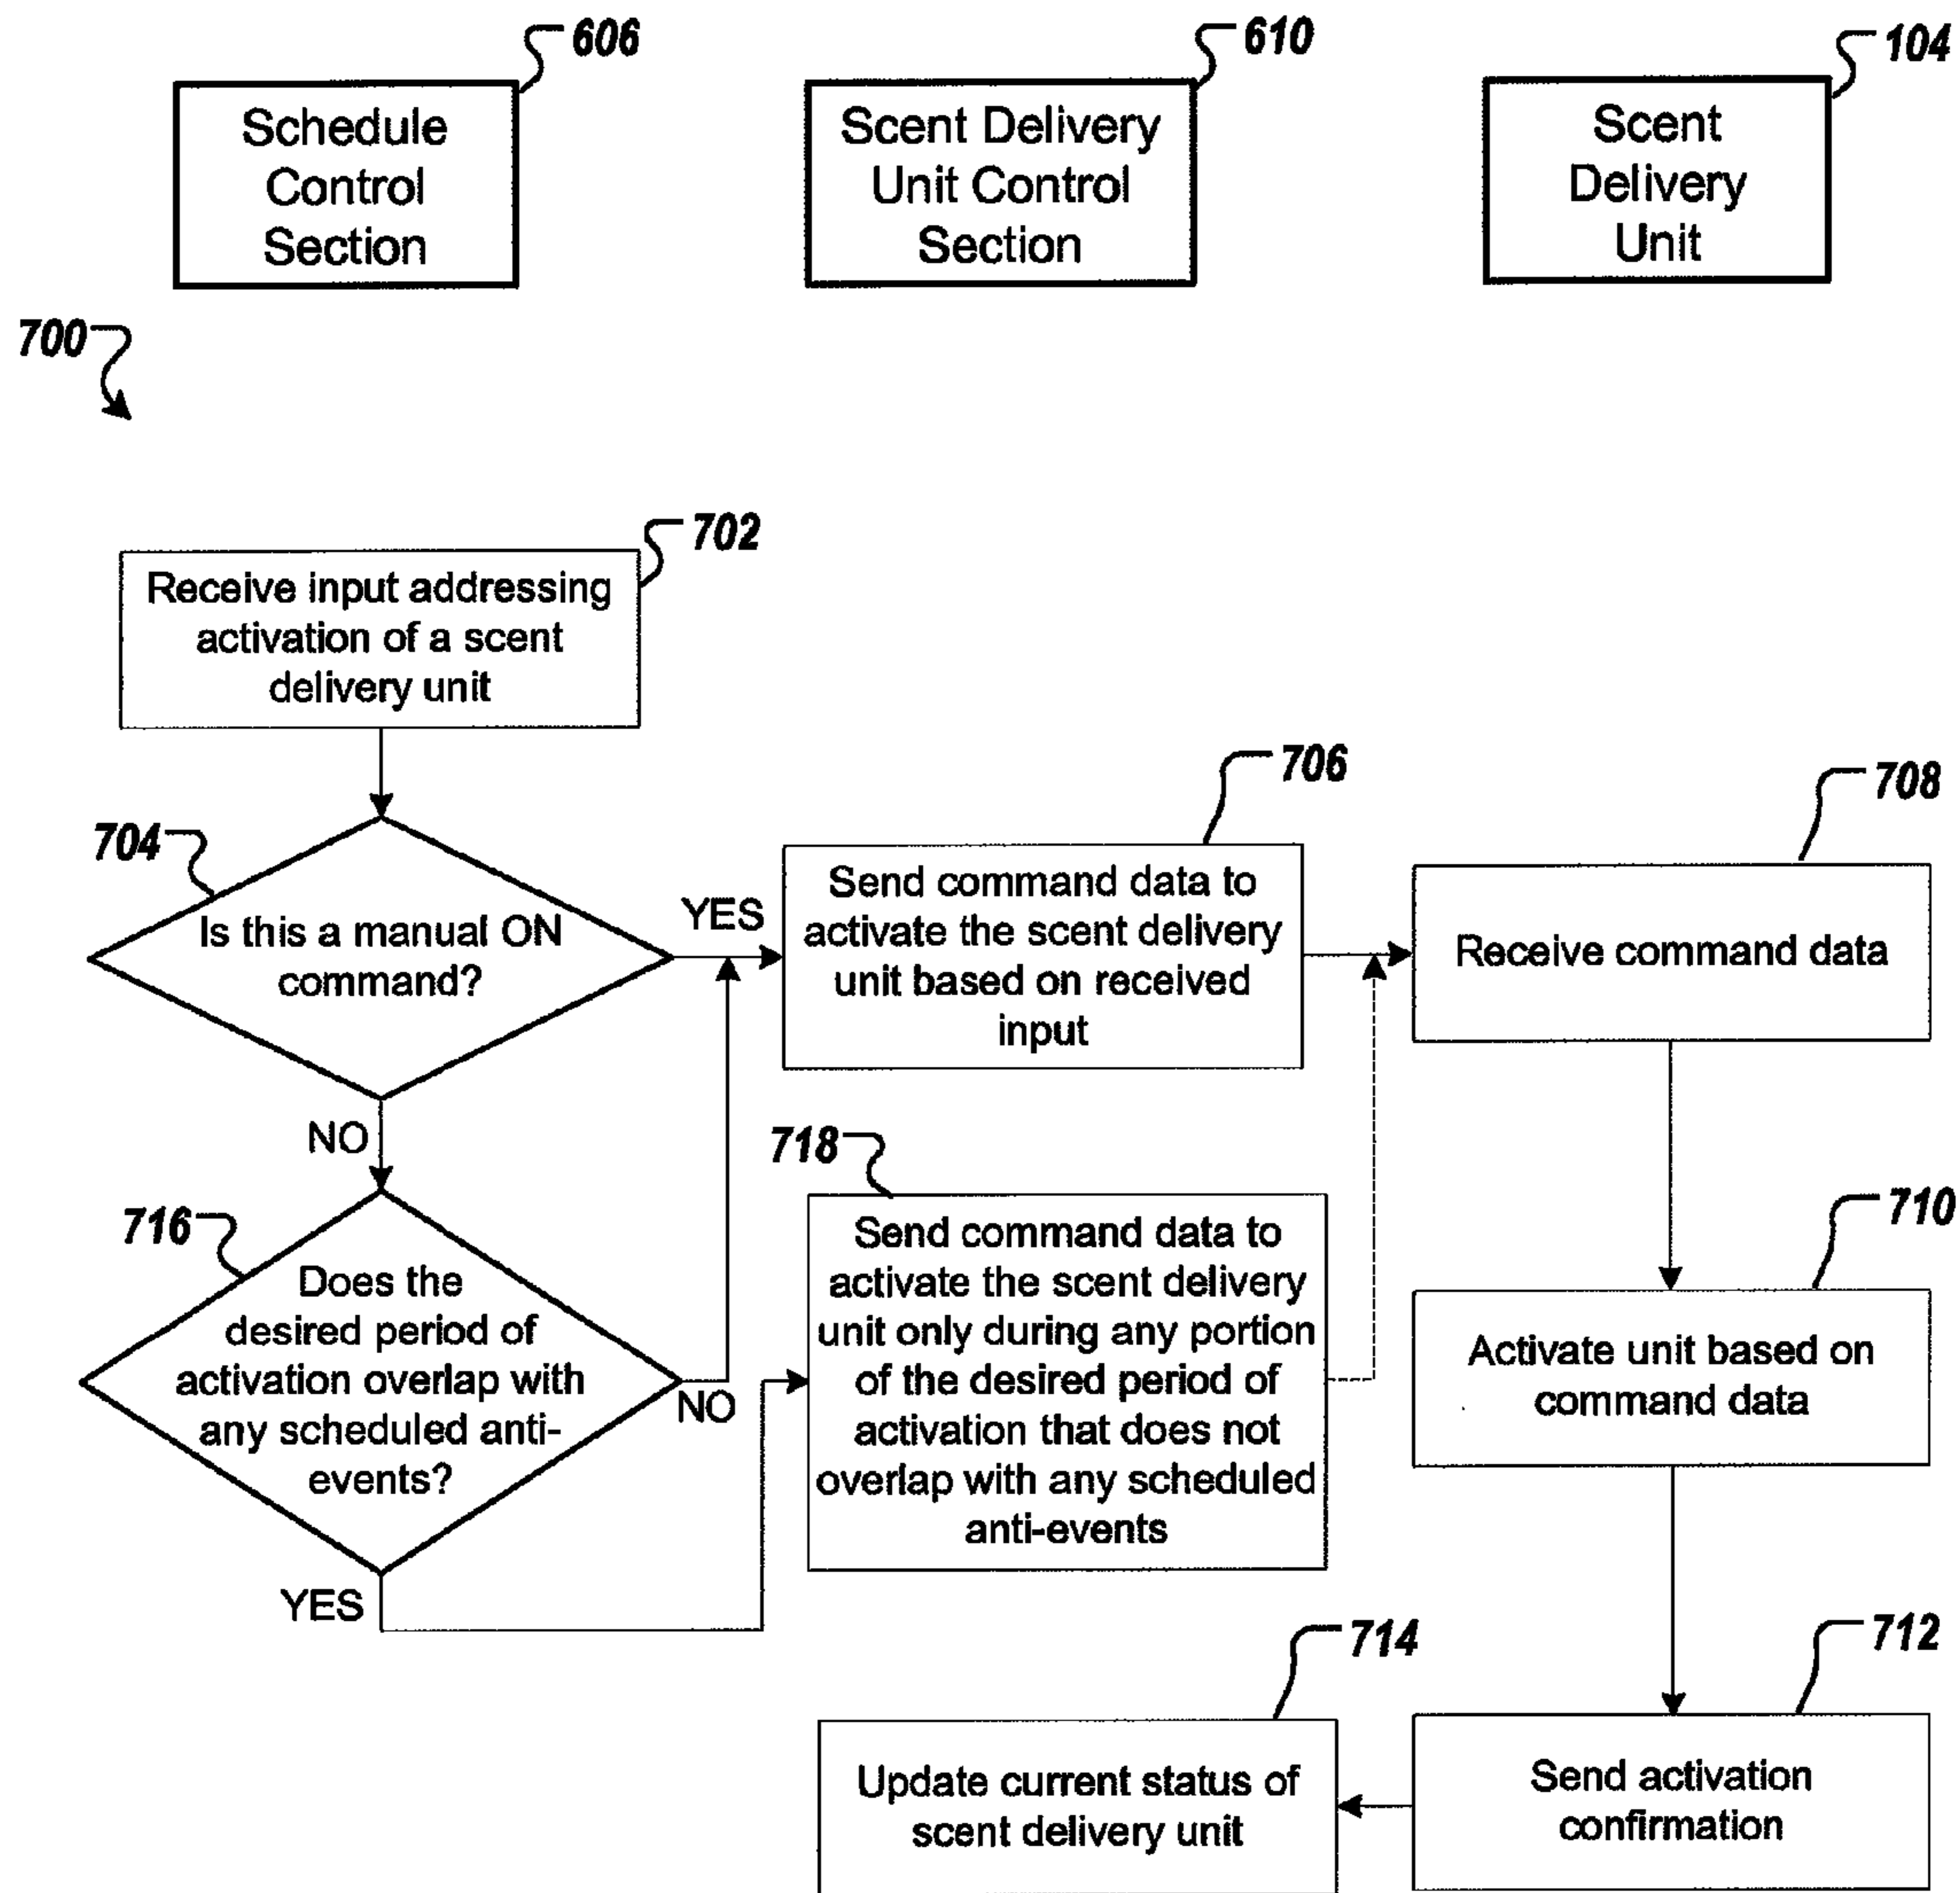 606
610
104
Schedule
Control
Section
Scent Delivery
Unit Control
Section
Scent
Delivery
Unit
700
702
Receive input addressing
activation of a scent
delivery unit
704
Is this a manual ON
command?
YES
NO
706
Send command data to
activate the scent delivery
unit based on received
input
708
Receive command data
716
Does the
desired period of
activation overlap with
any scheduled anti-
events?
NO
YES
718
Send command data to
activate the scent delivery
unit only during any portion
of the desired period of
activation that does not
overlap with any scheduled
anti-events
710
Activate unit based on
command data
712
Send activation
confirmation
714
Update current status of
scent delivery unit